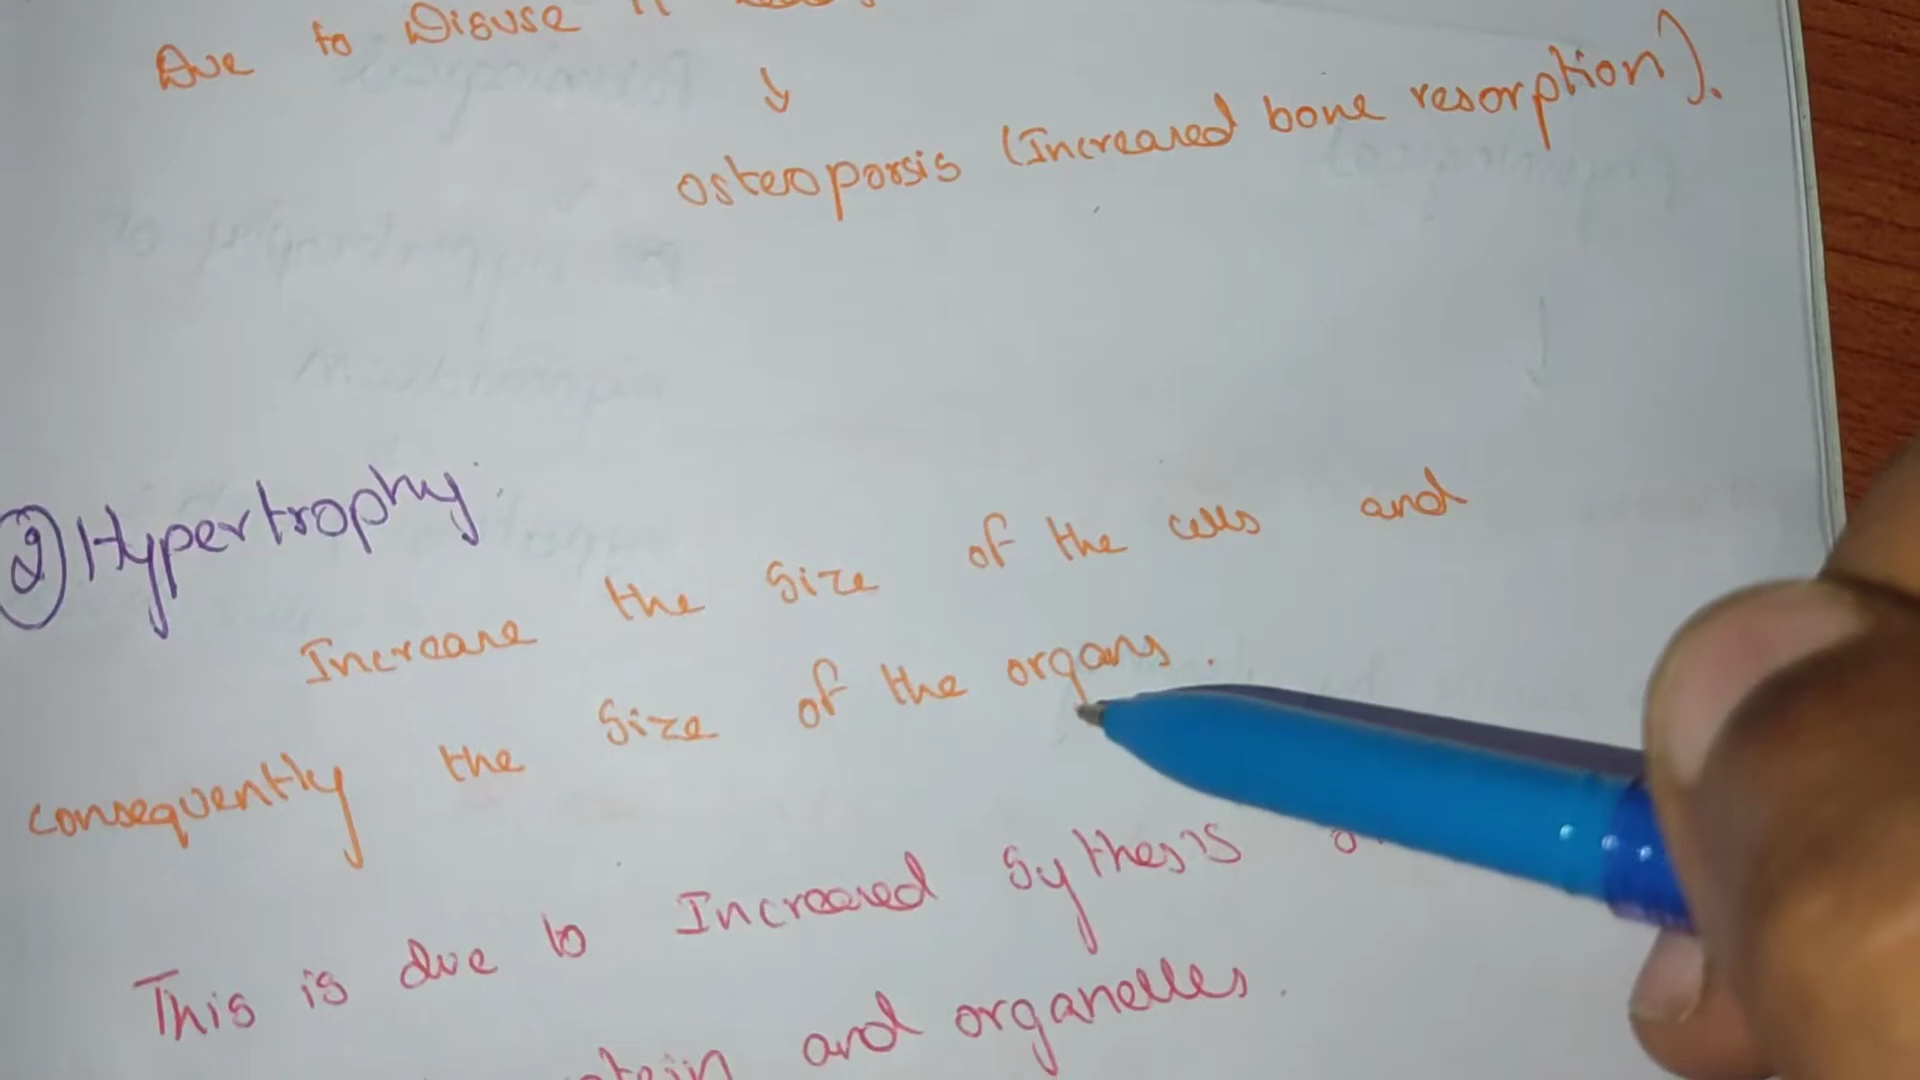 Due to Disuse it
↓
osteoporsis (Increased bone resorption).
② Hypertrophy.
Increase the Size of the cells and
consequently the Size of the organs.
This is due to Increased Sythesis
and organelles.